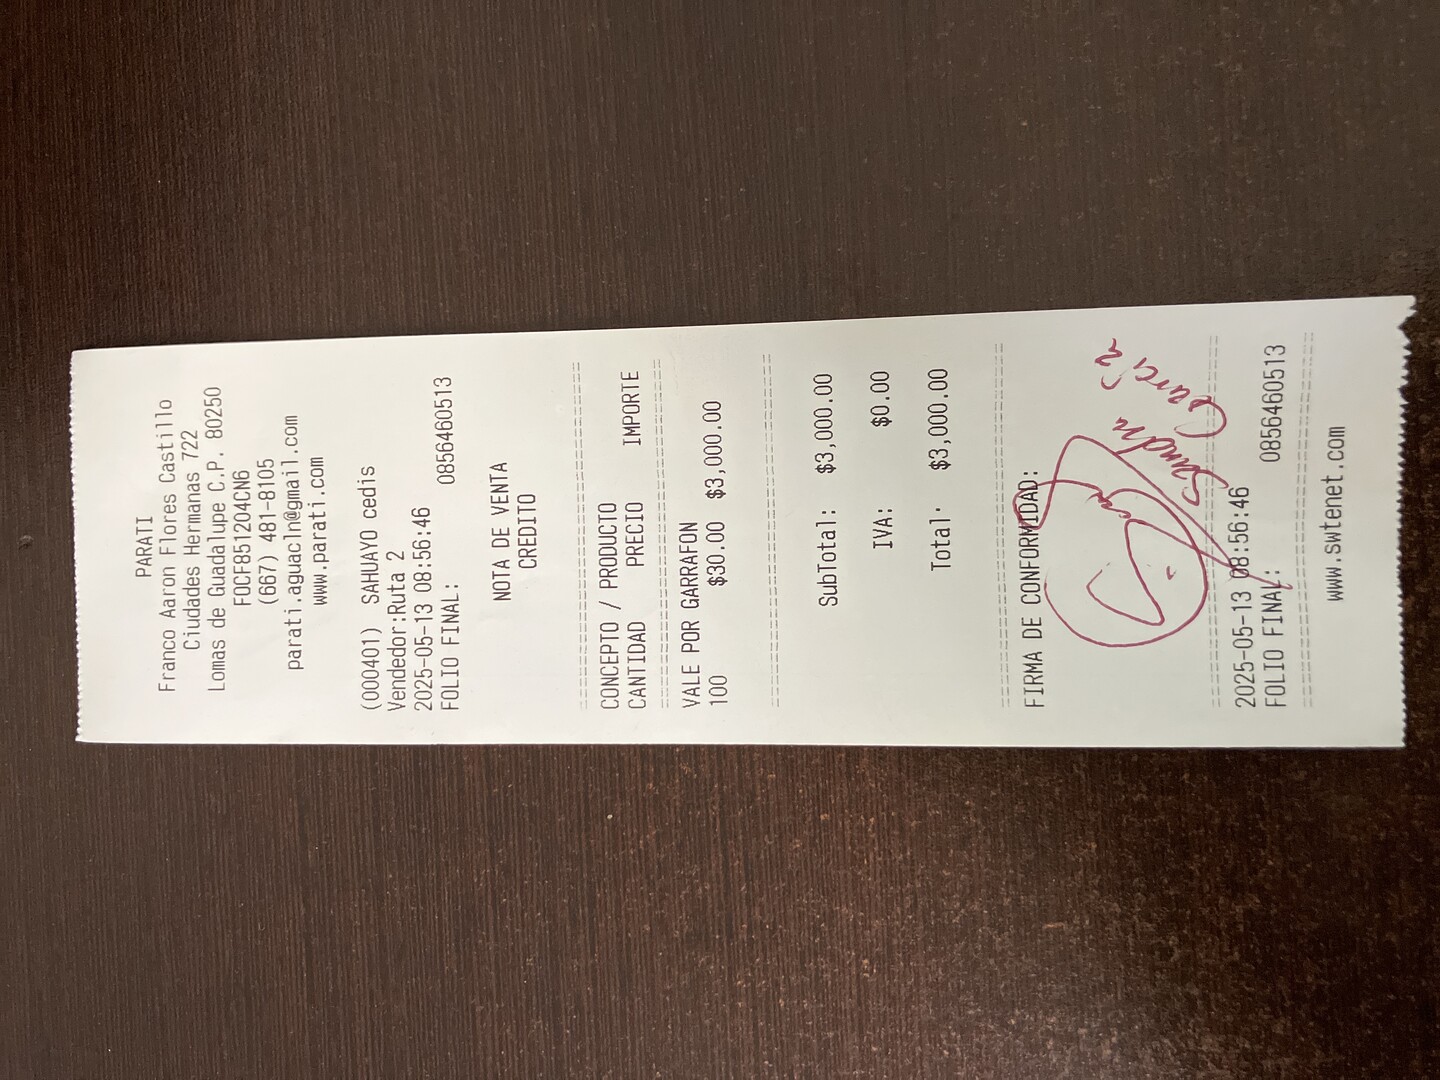 PARATI
Franco Aaron Flores Castillo
Ciudades Hermanas 722
Lomas de Guadalupe C.P. 80250
FOCF851204CN6
(667) 481-8105
parati.aguacln@gmail.com
www.parati.com
(000401) SAHUAYO cedis
Vendedor:Ruta 2
2025-05-13 08:56:46
FOLIO FINAL: 0856460513
NOTA DE VENTA
CREDITO
CONCEPTO / PRODUCTO
CANTIDAD PRECIO IMPORTE
VALE POR GARRAFON
100 $30.00 $3,000.00
SubTotal: $3,000.00
IVA: $0.00
Total: $3,000.00
FIRMA DE CONFORMIDAD:
Sandra García
2025-05-13 08:56:46
FOLIO FINAL: 0856460513
www.swtenet.com